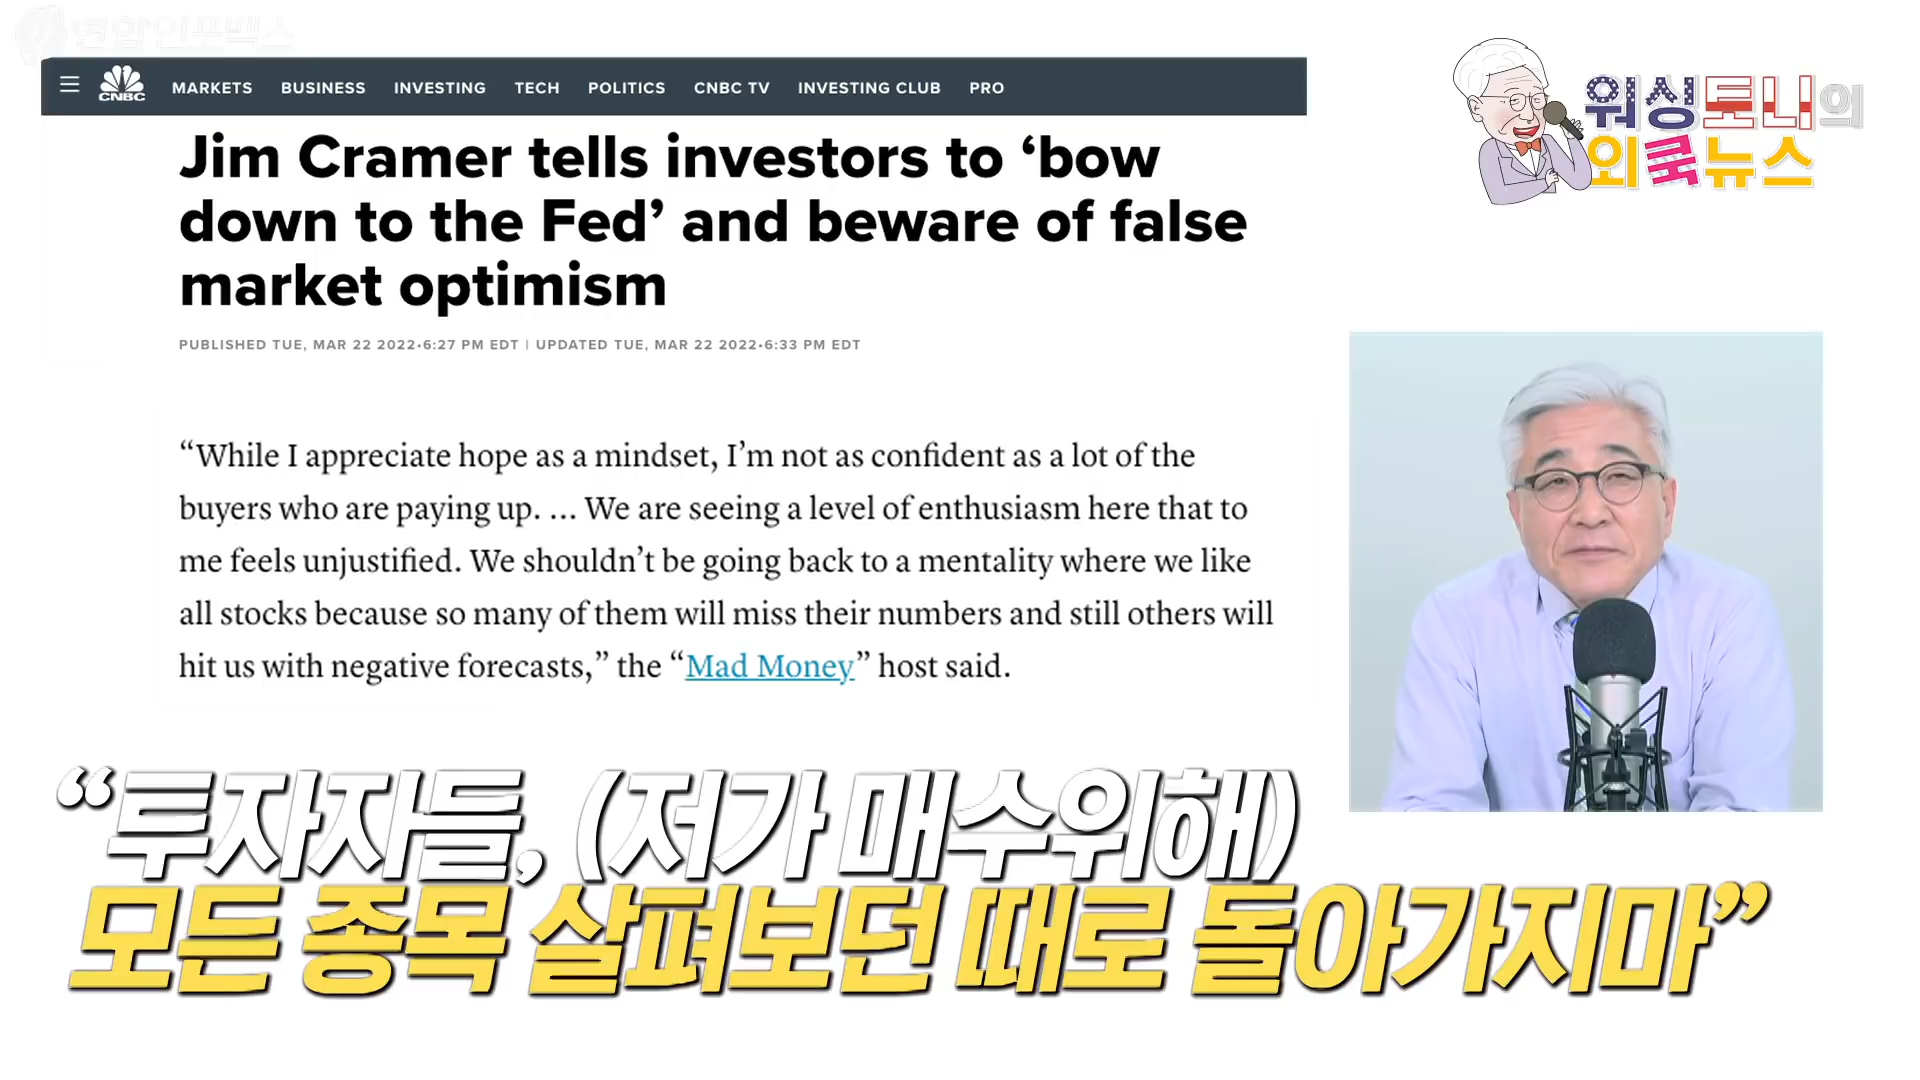 연합인포맥스
CNBC
MARKETS BUSINESS INVESTING TECH POLITICS CNBC TV INVESTING CLUB PRO
Jim Cramer tells investors to ‘bow
down to the Fed’ and beware of false
market optimism
PUBLISHED TUE, MAR 22 2022•6:27 PM EDT | UPDATED TUE, MAR 22 2022•6:33 PM EDT
“While I appreciate hope as a mindset, I’m not as confident as a lot of the
buyers who are paying up. … We are seeing a level of enthusiasm here that to
me feels unjustified. We shouldn’t be going back to a mentality where we like
all stocks because so many of them will miss their numbers and still others will
hit us with negative forecasts,” the “Mad Money” host said.
워싱토니의
외쿡뉴스
“투자자들, (저가 매수위해)
모든 종목 살펴보던 때로 돌아가지마”